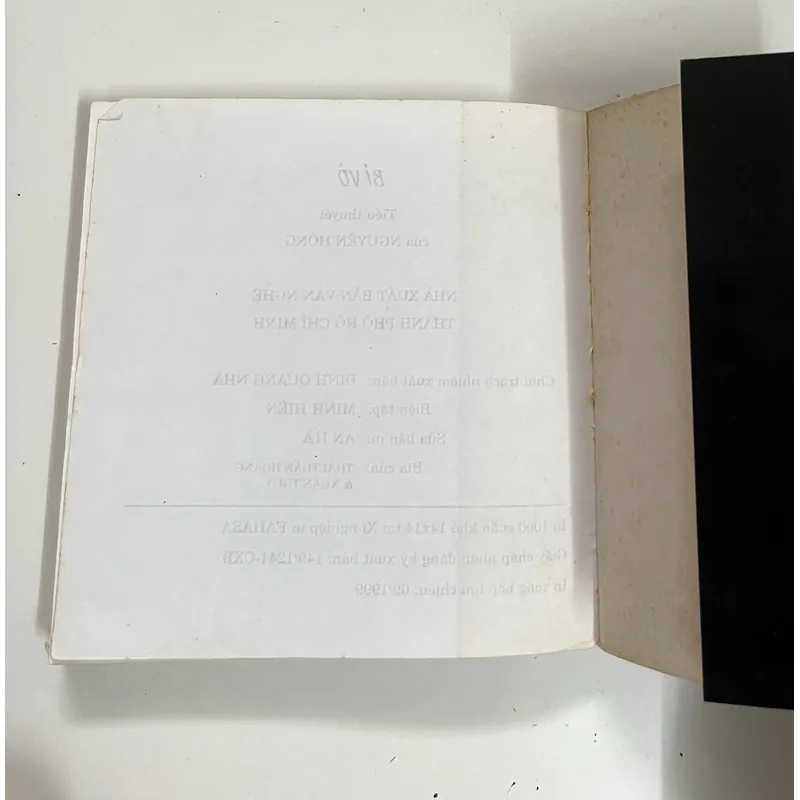 BỈ VỎ
Tiểu thuyết
của NGUYÊN HỒNG
NHÀ XUẤT BẢN VĂN NGHỆ
THÀNH PHỐ HỒ CHÍ MINH
Chịu trách nhiệm xuất bản: ĐINH QUANG NHÃ
Biên tập: MINH HIỀN
Sửa bản in: AN HÀ
Bìa của: THÁI TUẤN HOÀNG
& XUÂN
In 1000 cuốn khổ 14x14 tại Xí nghiệp in FAHASA
Giấy chấp nhận đăng ký xuất bản: 149/1241-CXB
In xong nộp lưu chiểu: 09/1999